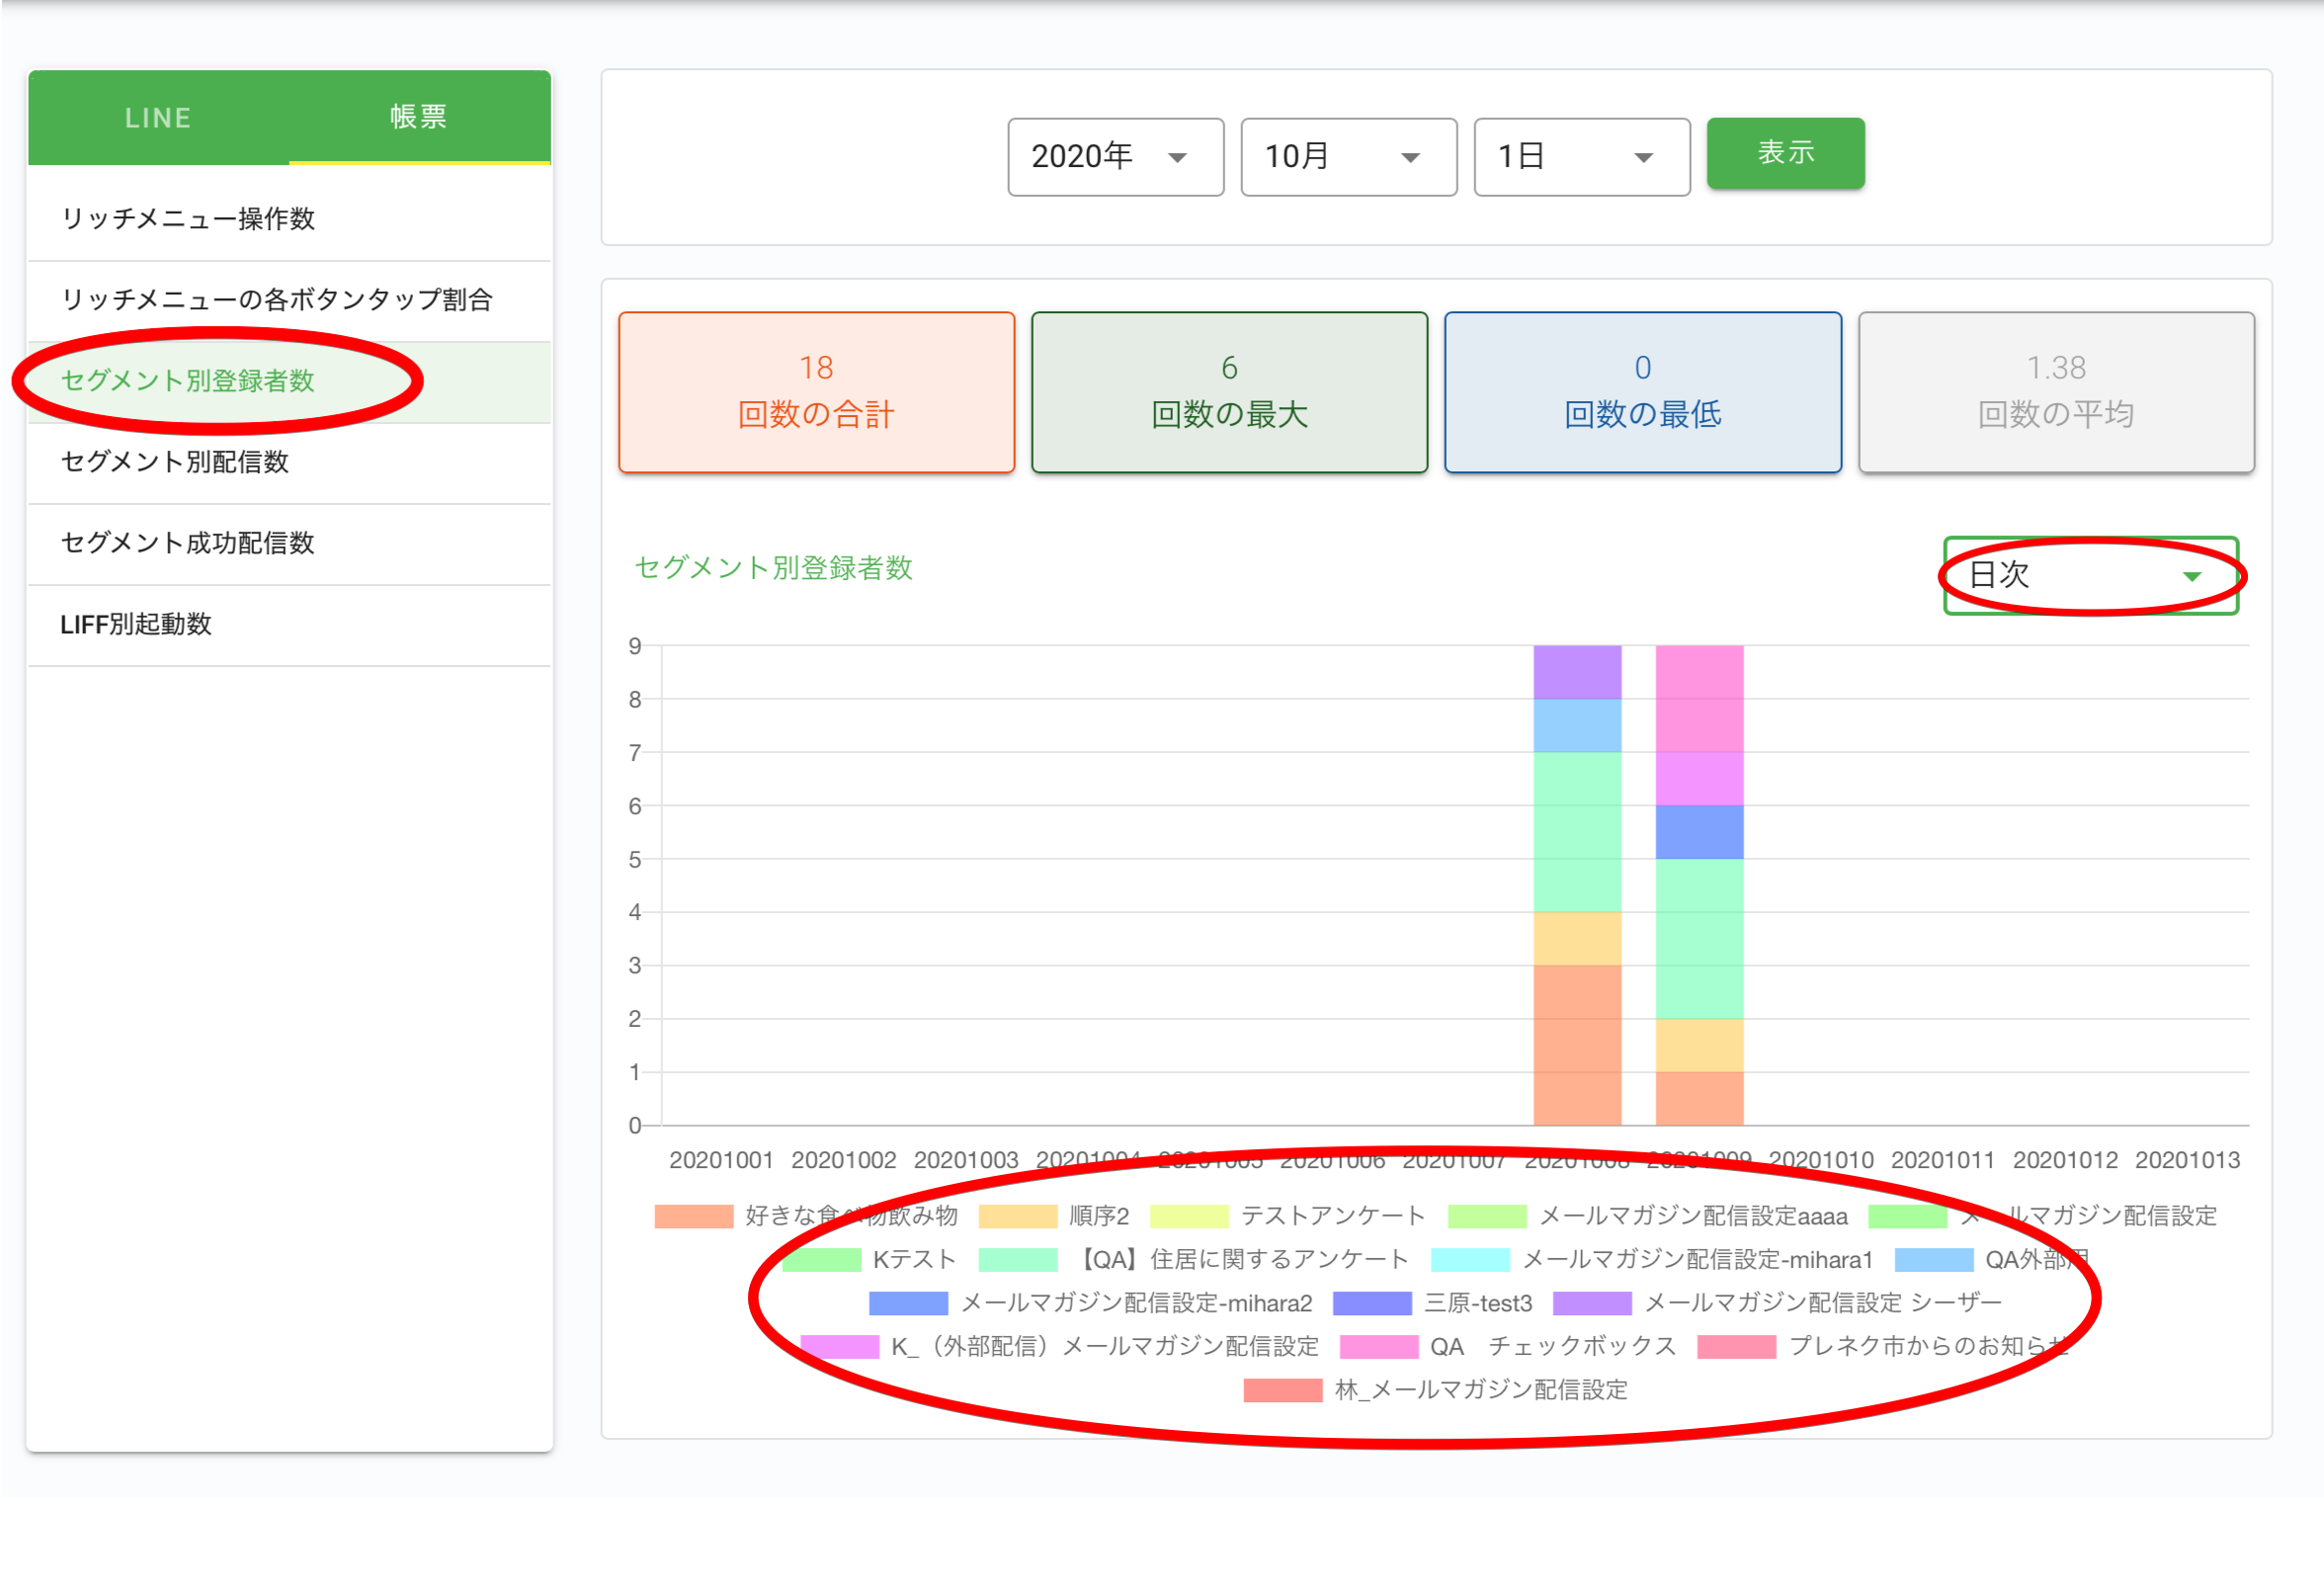 LINE 帳票
リッチメニュー操作数
リッチメニューの各ボタンタップ割合
セグメント別登録者数
セグメント別配信数
セグメント成功配信数
LIFF別起動数
2020年 10月 1日 表示
18 6 0 1.38
回数の合計 回数の最大 回数の最低 回数の平均
セグメント別登録者数 日次
9
8
7
6
5
4
3
2
1
0
20201001 20201002 20201003 20201004 20201005 20201006 20201007 20201008 20201009 20201010 20201011 20201012 20201013
好きな食べ物飲み物 順序2 テストアンケート メールマガジン配信設定aaaa メールマガジン配信設定
Kテスト 【QA】住居に関するアンケート メールマガジン配信設定-mihara1 QA外部用
メールマガジン配信設定-mihara2 三原-test3 メールマガジン配信設定 シーザー
K_（外部配信）メールマガジン配信設定 QA　チェックボックス プレネク市からのお知らせ
林_メールマガジン配信設定